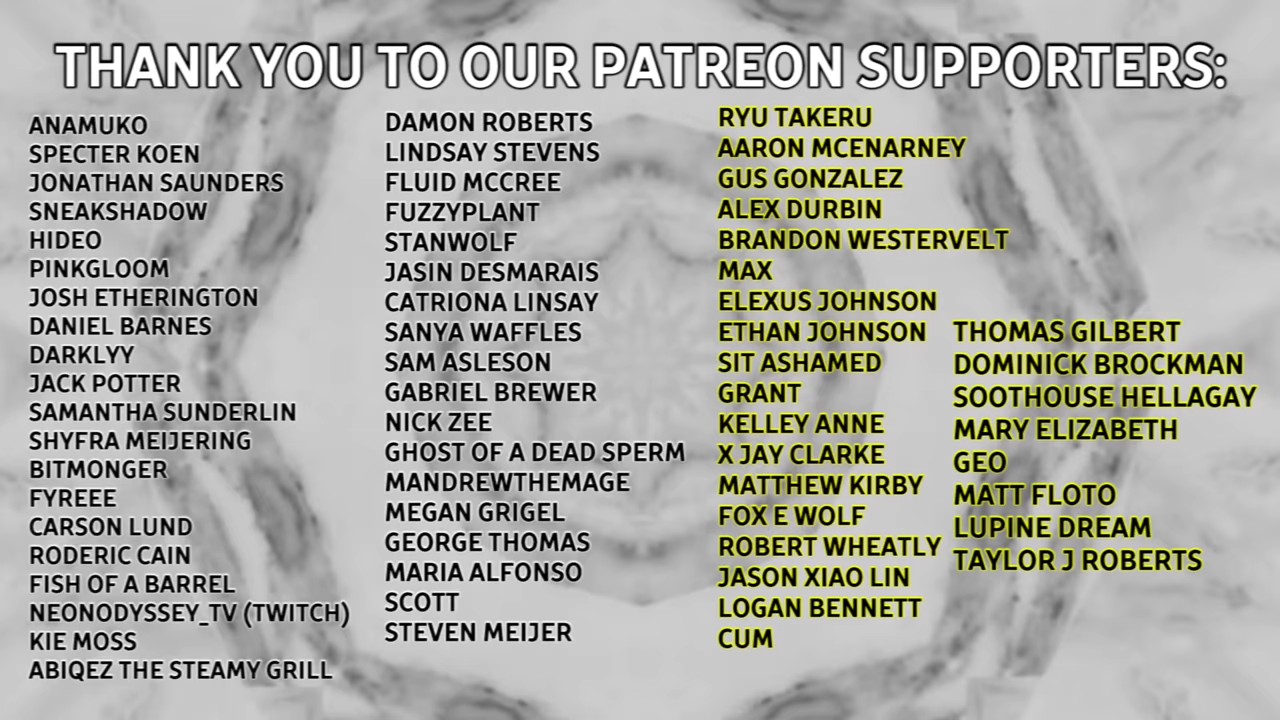 THANK YOU TO OUR PATREON SUPPORTERS:
ANAMUKO
SPECTER KOEN
JONATHAN SAUNDERS
SNEAKSHADOW
HIDEO
PINKGLOOM
JOSH ETHERINGTON
DANIEL BARNES
DARKLYY
JACK POTTER
SAMANTHA SUNDERLIN
SHYFRA MEIJERING
BITMONGER
FYREEE
CARSON LUND
RODERIC CAIN
FISH OF A BARREL
NEONODYSSEY_TV (TWITCH)
KIE MOSS
ABIQEZ THE STEAMY GRILL
DAMON ROBERTS
LINDSAY STEVENS
FLUID MCCREE
FUZZYPLANT
STANWOLF
JASIN DESMARAIS
CATRIONA LINSAY
SANYA WAFFLES
SAM ASLESON
GABRIEL BREWER
NICK ZEE
GHOST OF A DEAD SPERM
MANDREWTHEMAGE
MEGAN GRIGEL
GEORGE THOMAS
MARIA ALFONSO
SCOTT
STEVEN MEIJER
RYU TAKERU
AARON MCENARNEY
GUS GONZALEZ
ALEX DURBIN
BRANDON WESTERVELT
MAX
ELEXUS JOHNSON
ETHAN JOHNSON
SIT ASHAMED
GRANT
KELLEY ANNE
X JAY CLARKE
MATTHEW KIRBY
FOX E WOLF
ROBERT WHEATLY
JASON XIAO LIN
LOGAN BENNETT
CUM
THOMAS GILBERT
DOMINICK BROCKMAN
SOOTHOUSE HELLAGAY
MARY ELIZABETH
GEO
MATT FLOTO
LUPINE DREAM
TAYLOR J ROBERTS